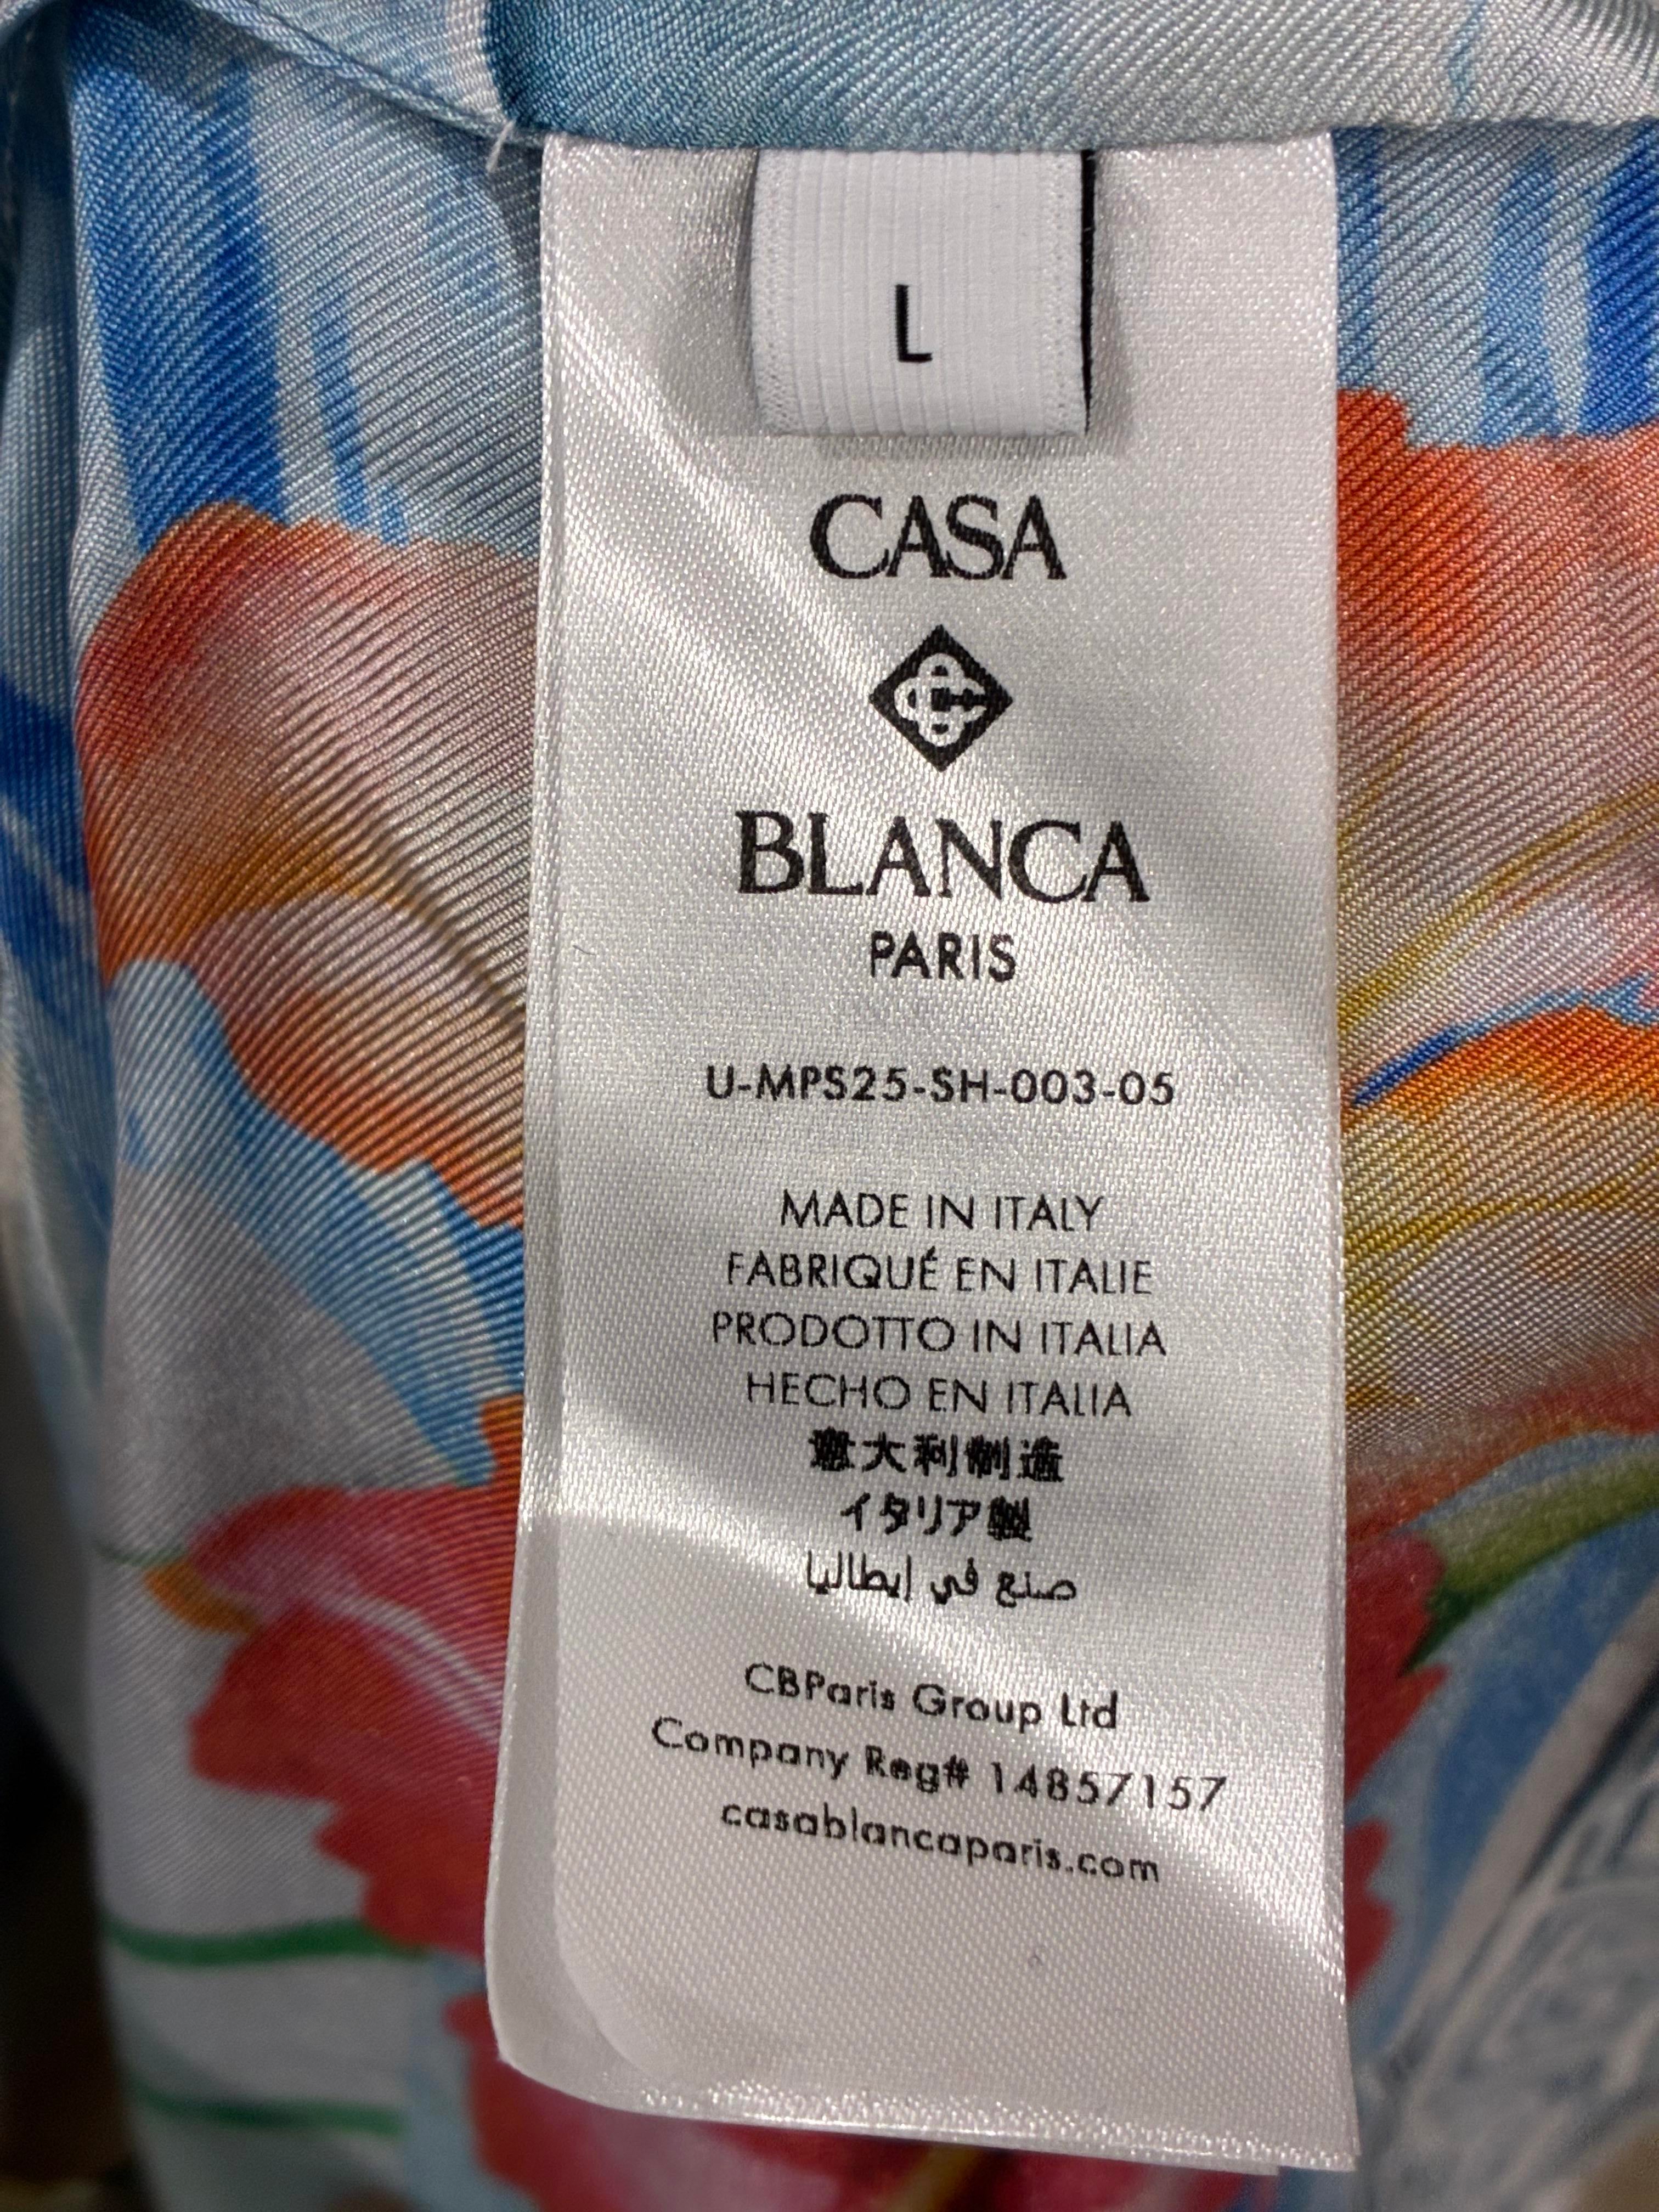 L
CASA
BLANCA
PARIS
U-MPS25-SH-003-05
MADE IN ITALY
FABRIQUÉ EN ITALIE
PRODOTTO IN ITALIA
HECHO EN ITALIA
意大利制造
イタリア製
صنع في إيطاليا
CBParis Group Ltd
Company Reg# 14857157
casablancaparis.com